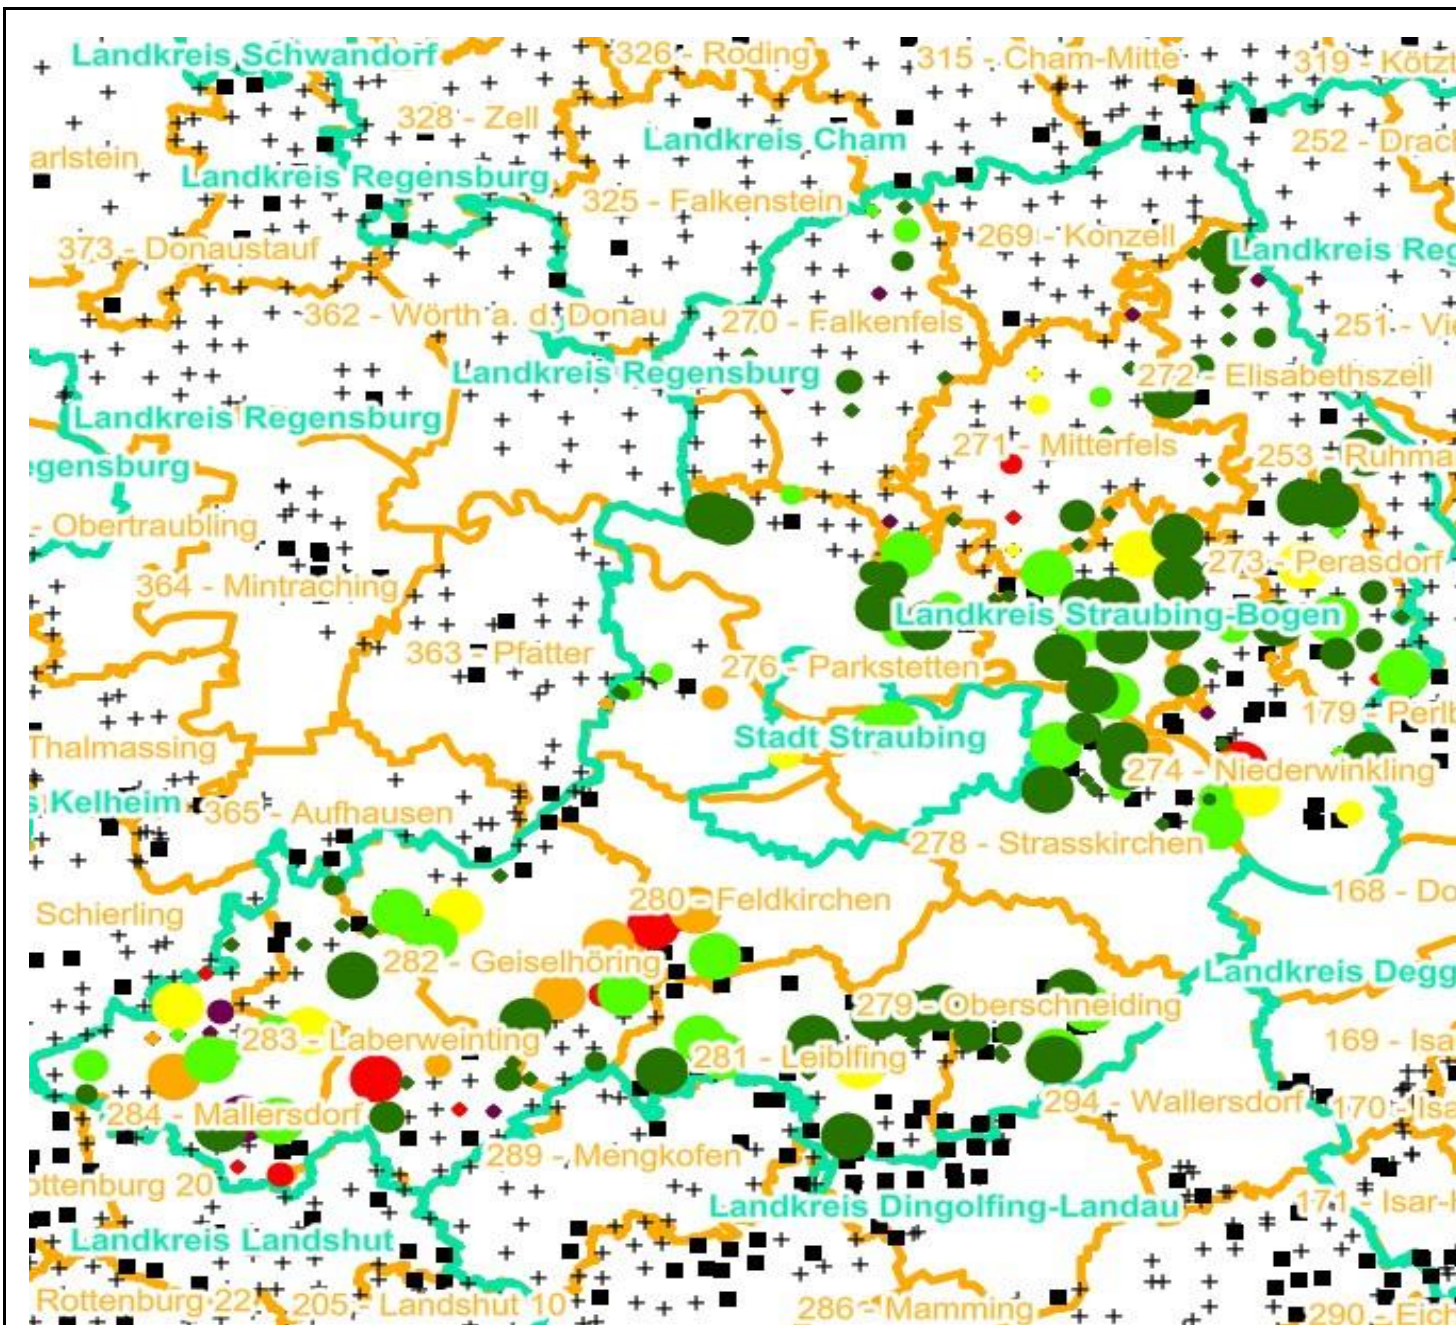 Landkreis Schwandorf
326 - Roding
315 - Cham-Mitte
319 - Kötzt
328 - Zell
Landkreis Cham
252 - Drac
arlstein
Landkreis Regensburg
325 - Falkenstein
373 - Donaustauf
269 - Konzell
Landkreis Reg
362 - Wörth a. d. Donau
270 - Falkenfels
251 - Vi
Landkreis Regensburg
272 - Elisabethszell
Landkreis Regensburg
271 - Mitterfels
253 - Ruhma
egensburg
- Obertraubling
364 - Mintraching
273 - Perasdorf
Landkreis Straubing-Bogen
363 - Pfatter
276 - Parkstetten
179 - Perl
Thalmassing
Stadt Straubing
274 - Niederwinkling
s Kelheim
365 - Aufhausen
278 - Strasskirchen
Schierling
280 - Feldkirchen
168 - Do
282 - Geiselhöring
Landkreis Degg
279 - Oberschneiding
283 - Laberweinting
281 - Leiblfing
169 - Isa
284 - Mallersdorf
294 - Wallersdorf
170 - Isa
289 - Mengkofen
ottenburg 20
Landkreis Dingolfing-Landau
171 - Isar-
Landkreis Landshut
Rottenburg 22
205 - Landshut 10
286 - Mamming
290 - Eich